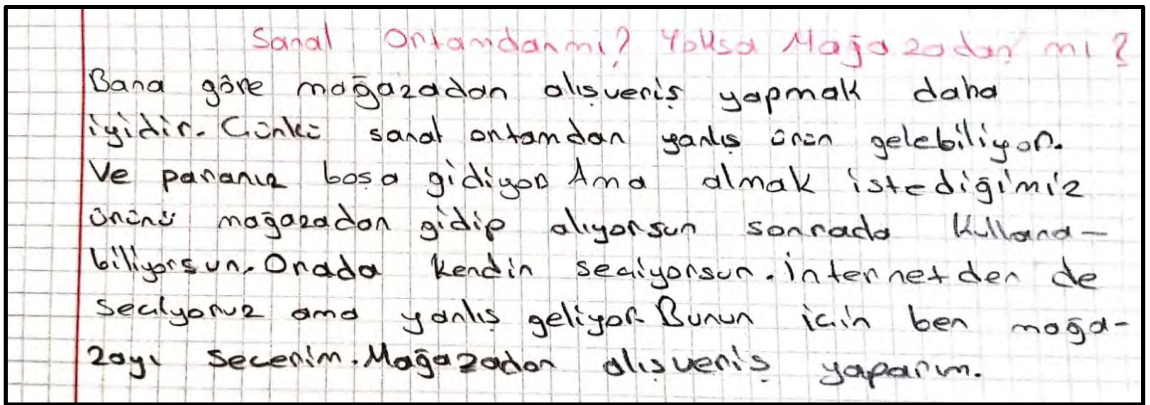 Sanal Ortamdan mı? Yoksa Mağazadan mı?
Bana göre mağazadan alışveriş yapmak daha
iyidir. Çünkü sanal ortamdan yanlış ürün gelebiliyor.
Ve paranız boşa gidiyor Ama almak istediğimiz
ürünü mağazadan gidip alıyorsun sonrada kullana-
biliyorsun. Orada kendin seçiyorsun. internetden de
seçiyoruz ama yanlış geliyor. Bunun için ben mağa-
zayı seçerim. Mağazadan alışveriş yaparım.